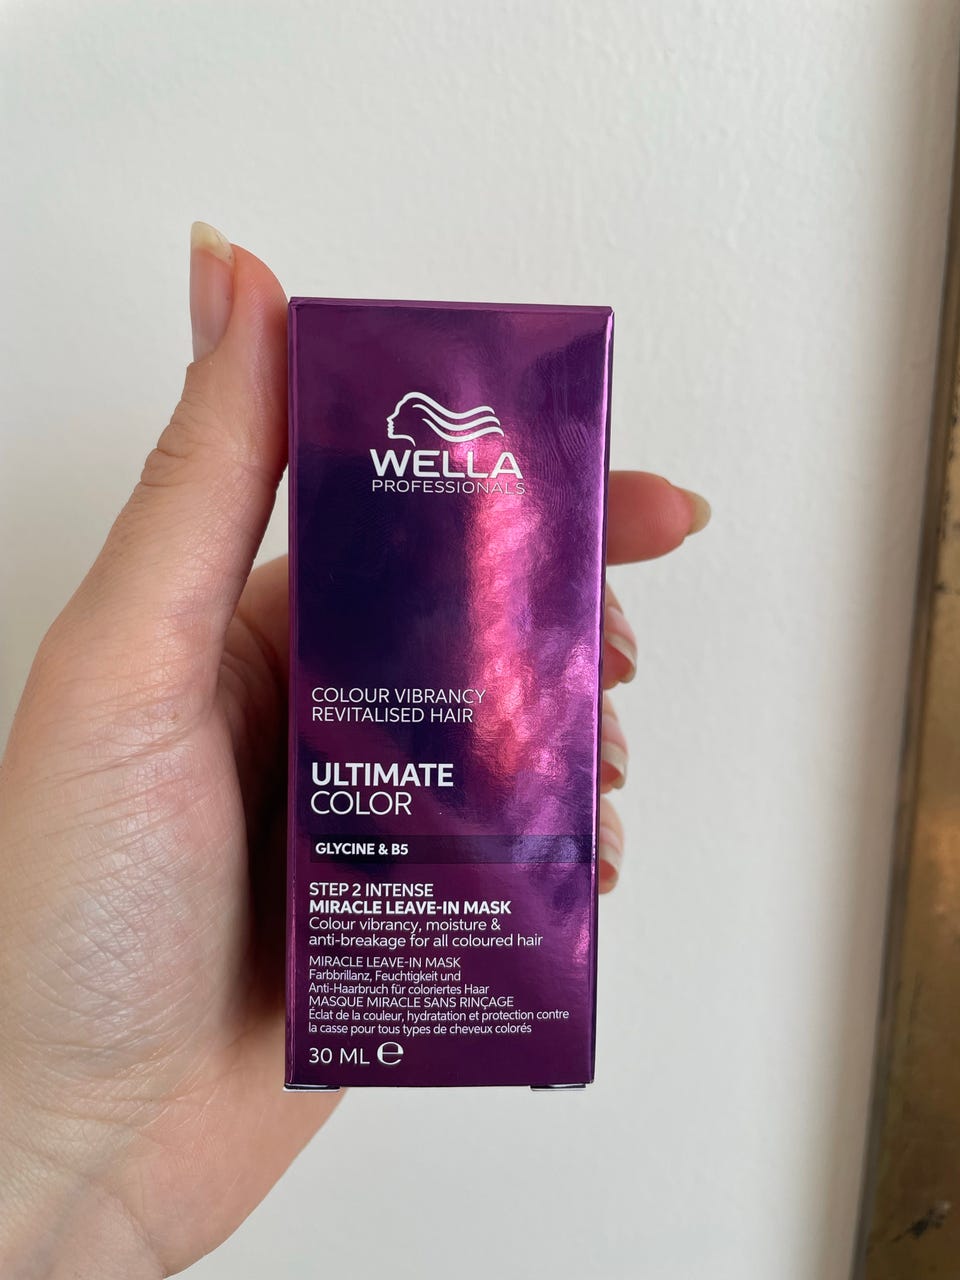 WELLA
PROFESSIONALS
COLOUR VIBRANCY
REVITALISED HAIR
ULTIMATE
COLOR
GLYCINE & B5
STEP 2 INTENSE
MIRACLE LEAVE-IN MASK
Colour vibrancy, moisture &
anti-breakage for all coloured hair
MIRACLE LEAVE-IN MASK
Farbbrillanz, Feuchtigkeit und
Anti-Haarbruch für coloriertes Haar
MASQUE MIRACLE SANS RINÇAGE
Éclat de la couleur, hydratation et protection contre
la casse pour tous types de cheveux colorés
30 ML ℮